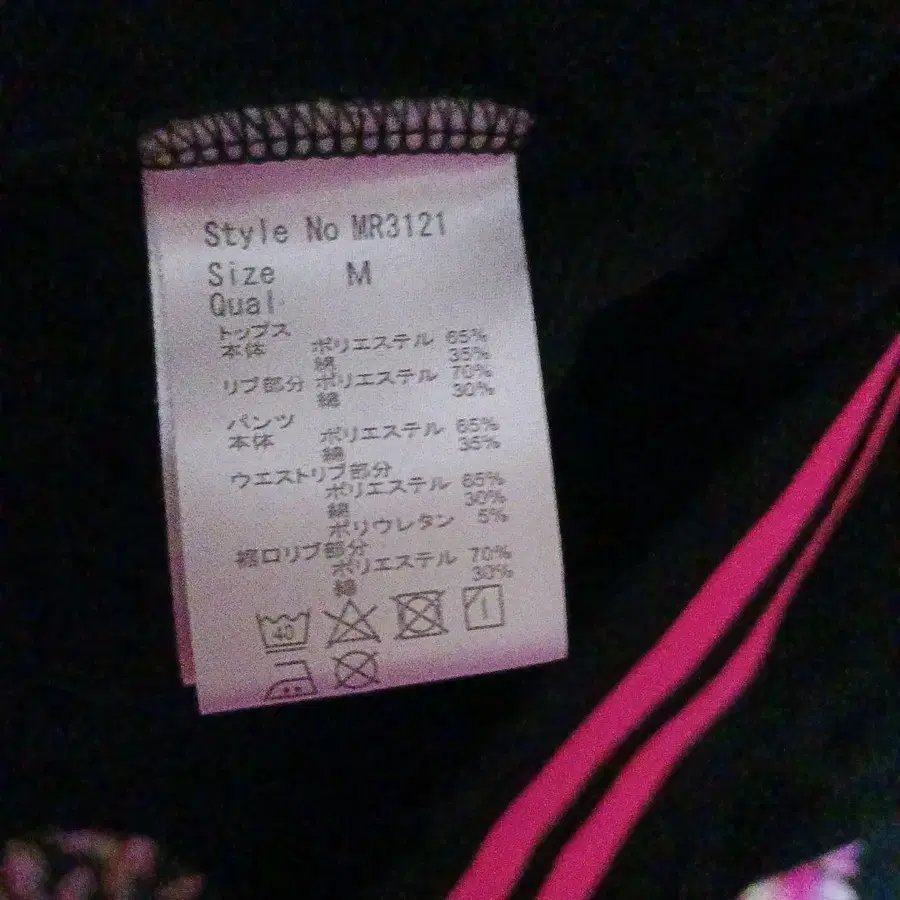 Style No MR3121
Size M
Qual
トップス
本体 ポリエステル 65%
綿 35%
リブ部分 ポリエステル 70%
綿 30%
パンツ
本体 ポリエステル 65%
綿 35%
ウエストリブ部分
ポリエステル 65%
綿 30%
ポリウレタン 5%
裾口リブ部分
ポリエステル 70%
綿 30%
40